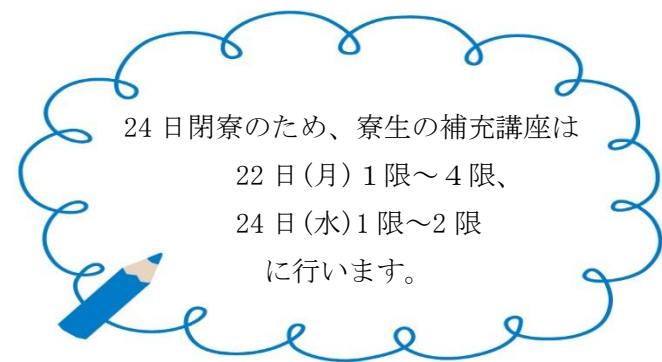 24 日閉寮のため、寮生の補充講座は
22 日(月)１限～４限、
24 日(水)1 限～2 限
に行います。